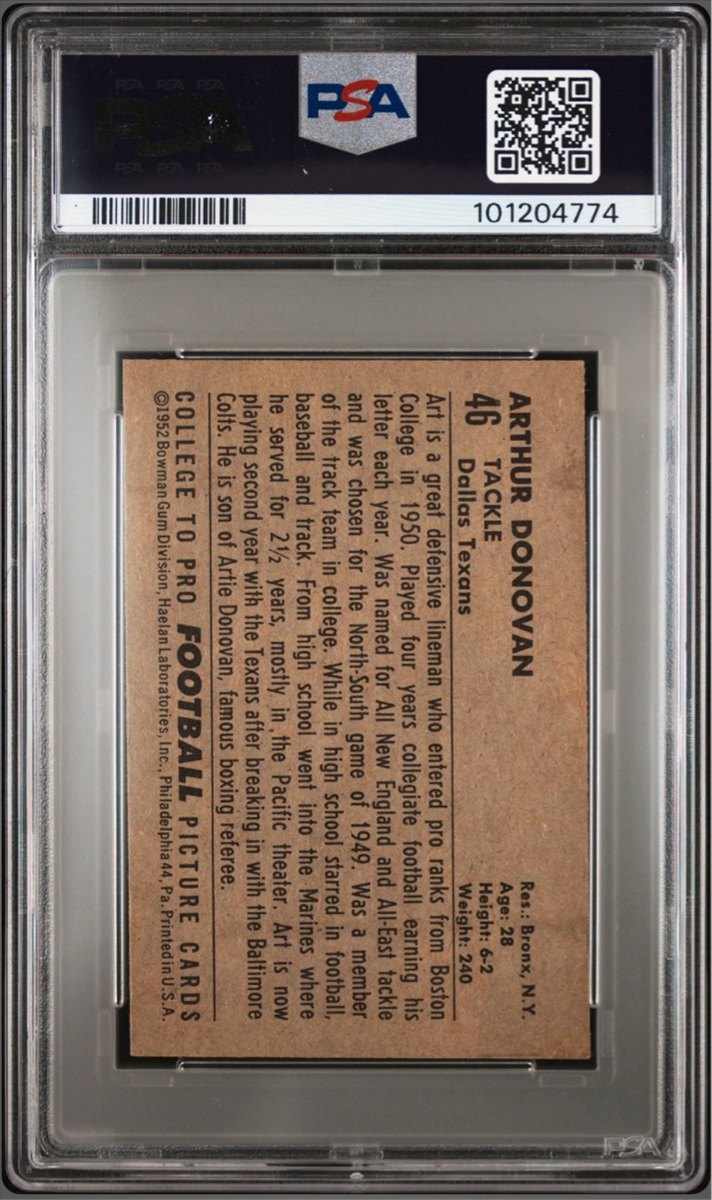 PSA PSA PSA
PSA
PSA PSA PSA
PSA
101204774
ARTHUR DONOVAN
46 TACKLE
Dallas Texans
Res.: Bronx, N.Y.
Age: 28
Height: 6-2
Weight: 240
Art is a great defensive lineman who entered pro ranks from Boston
College in 1950. Played four years collegiate football earning his
letter each year. Was named for All New England and All-East tackle
and was chosen for the North-South game of 1949. Was a member
of the track team in college. While in high school starred in football,
baseball and track. From high school went into the Marines where
he served for 2½ years, mostly in the Pacific theater. Art is now
playing second year with the Texans after breaking in with the Baltimore
Colts. He is son of Artie Donovan, famous boxing referee.
COLLEGE TO PRO FOOTBALL PICTURE CARDS
©1952 Bowman Gum Division, Haelan Laboratories, Inc., Philadelphia 44, Pa. Printed in U.S.A.
PSA